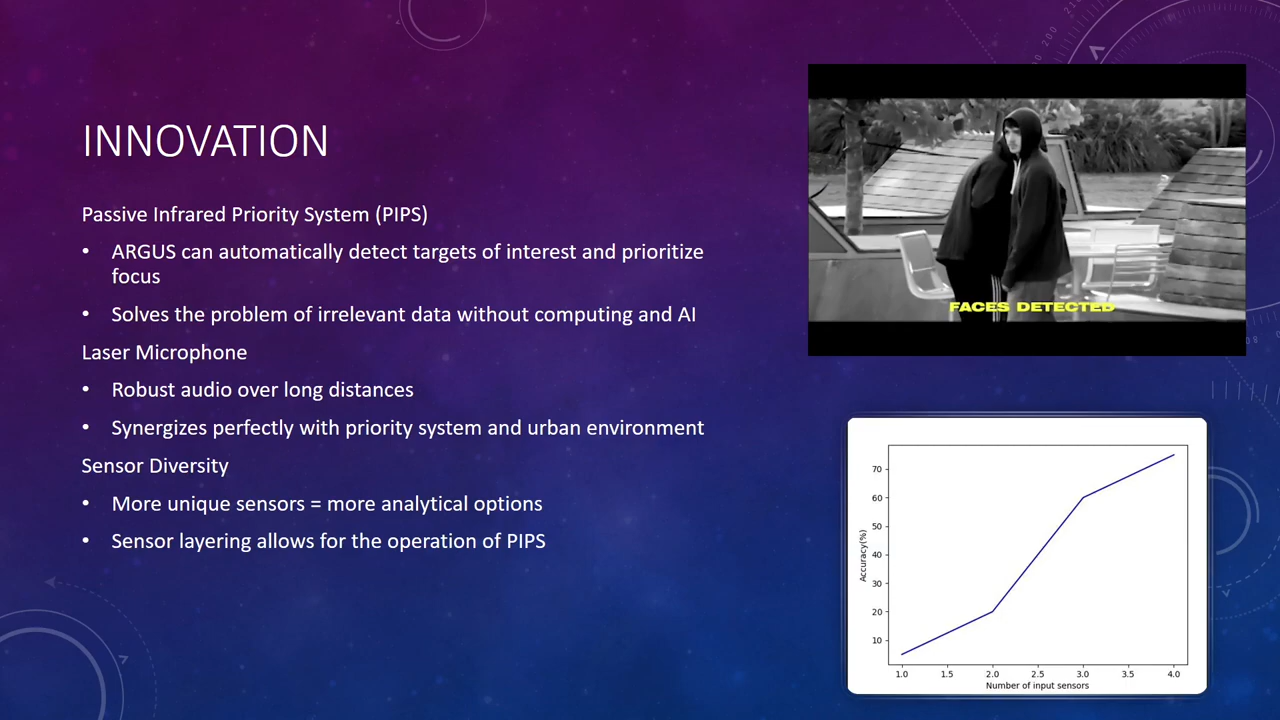 INNOVATION
Passive Infrared Priority System (PIPS)
• ARGUS can automatically detect targets of interest and prioritize
focus
• Solves the problem of irrelevant data without computing and AI
Laser Microphone
• Robust audio over long distances
• Synergizes perfectly with priority system and urban environment
Sensor Diversity
• More unique sensors = more analytical options
• Sensor layering allows for the operation of PIPS
FACES DETECTED
Accuracy(%)
70
60
50
40
30
20
10
1.0 1.5 2.0 2.5 3.0 3.5 4.0
Number of input sensors
200